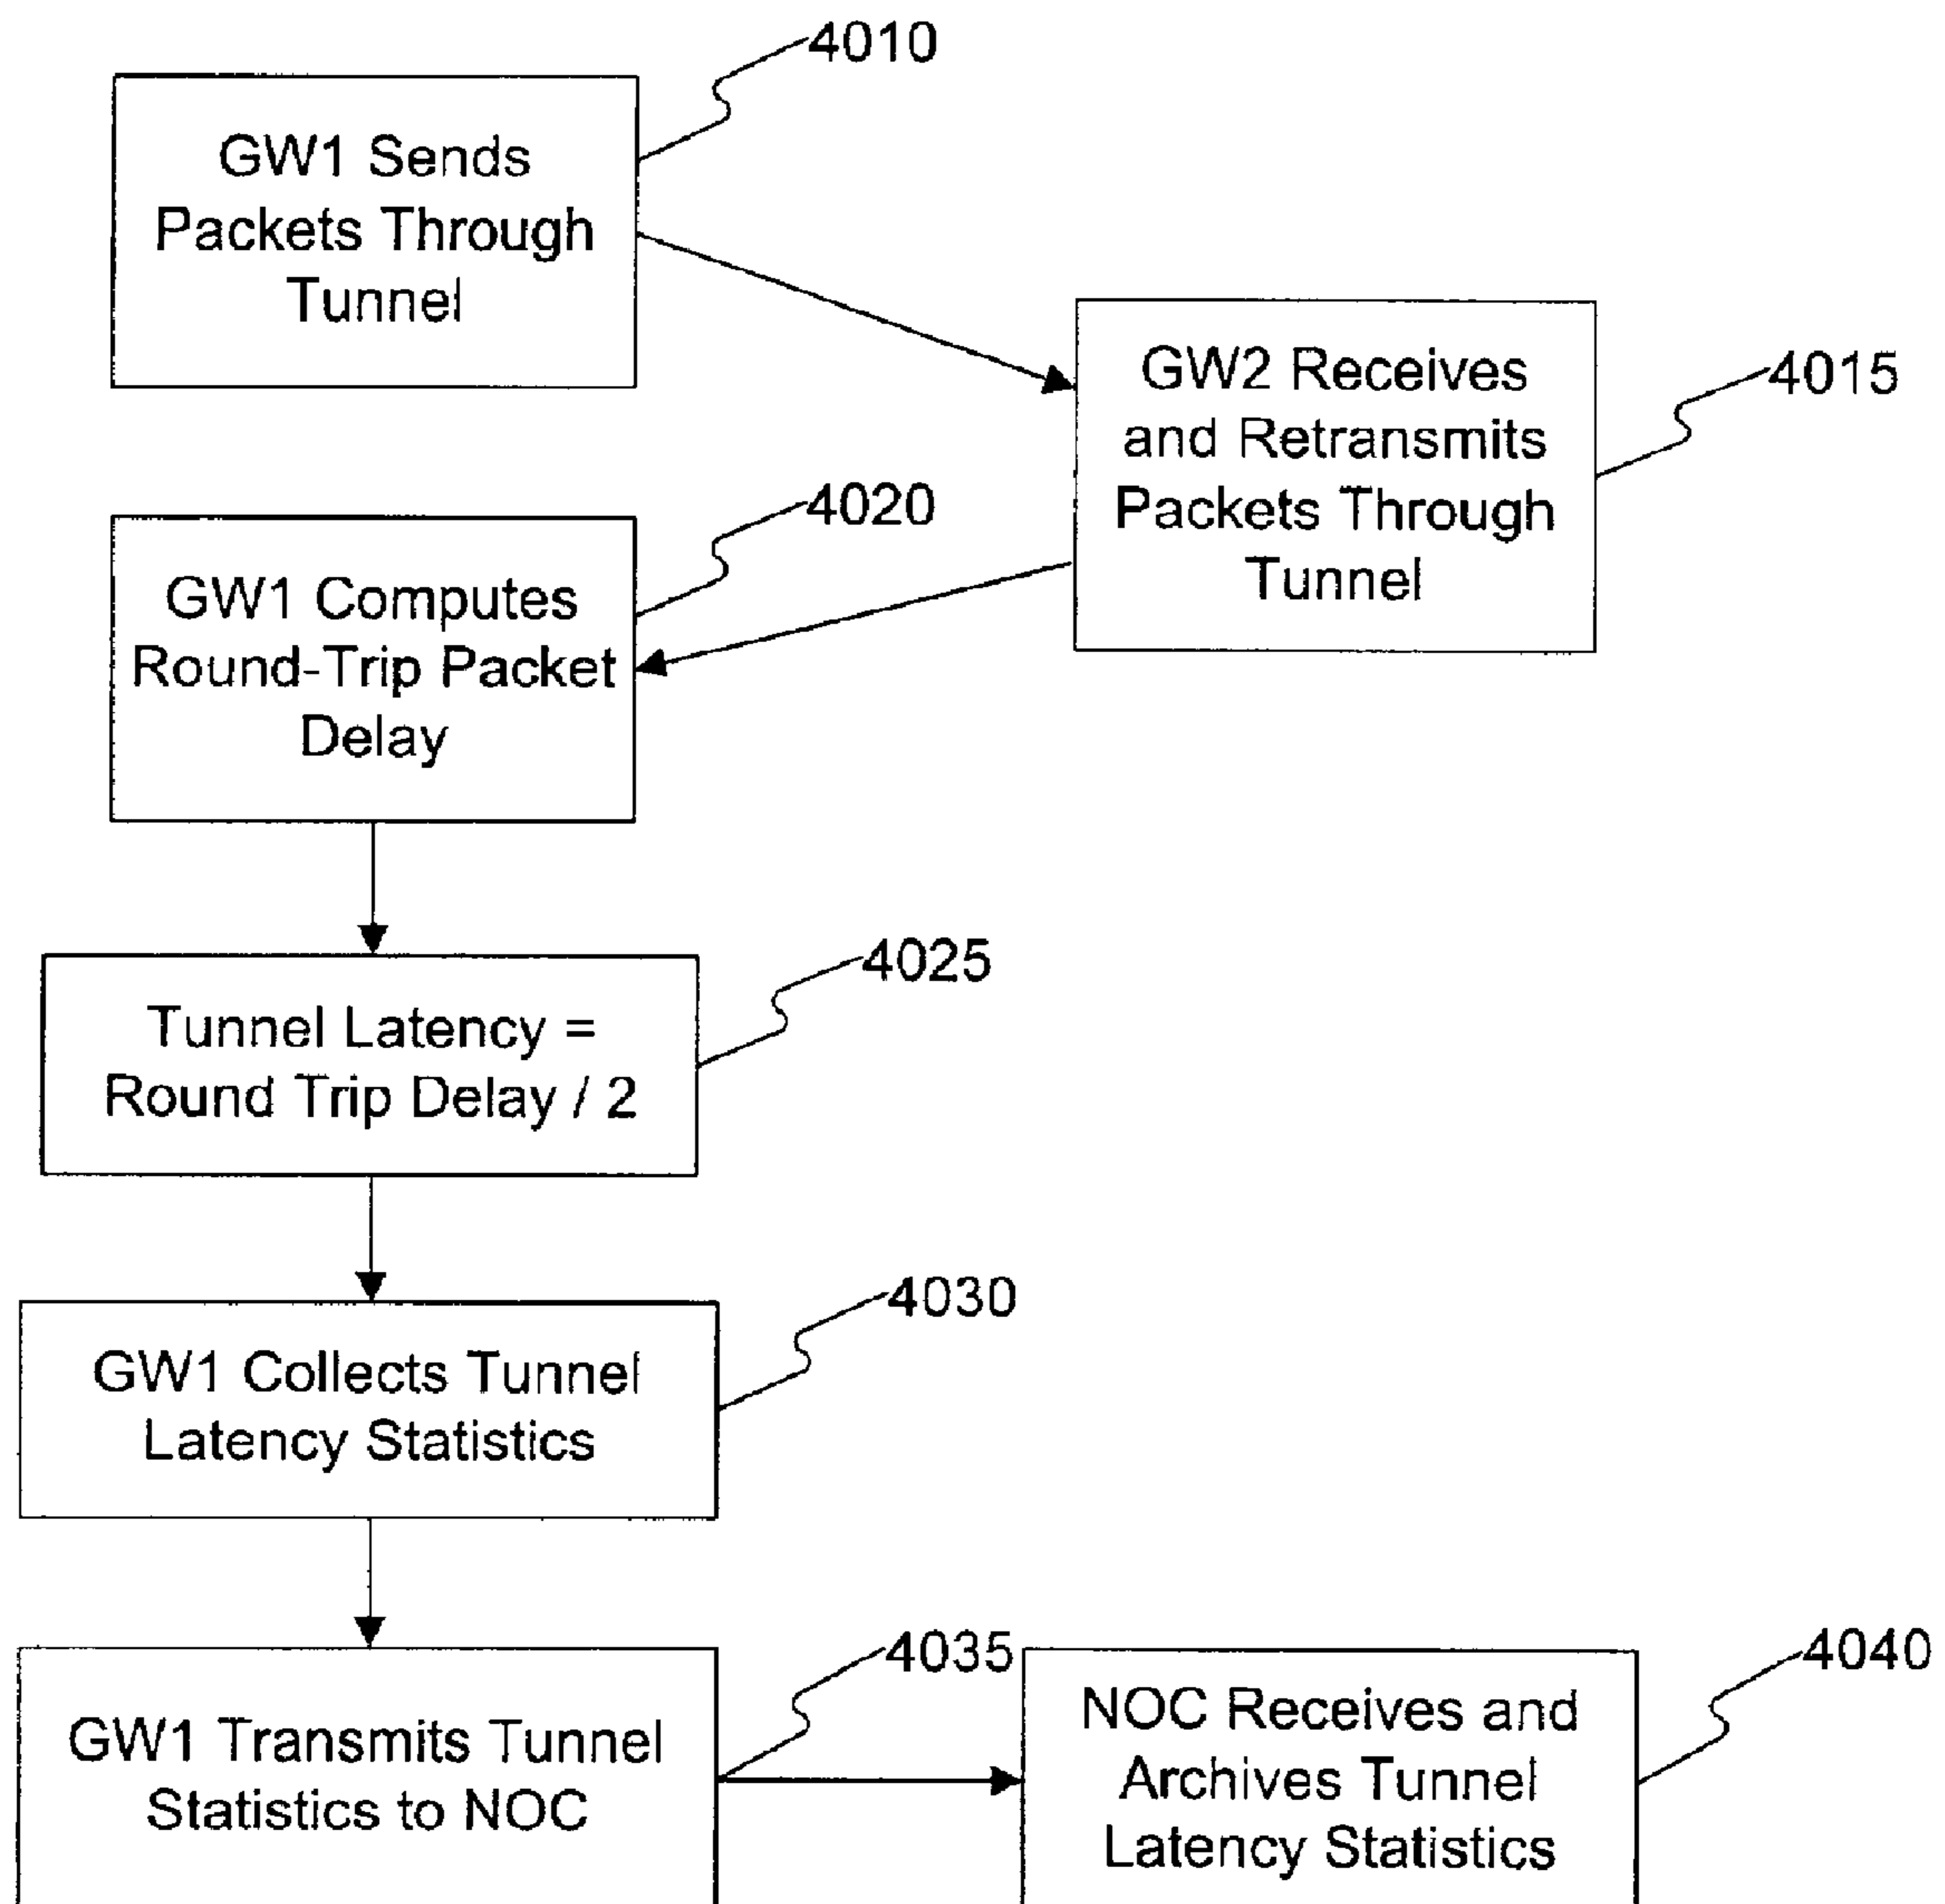 4010
GW1 Sends
Packets Through
Tunnel
GW2 Receives
and Retransmits
Packets Through
Tunnel
4015
4020
GW1 Computes
Round-Trip Packet
Delay
4025
Tunnel Latency =
Round Trip Delay / 2
4030
GW1 Collects Tunnel
Latency Statistics
4035
GW1 Transmits Tunnel
Statistics to NOC
4040
NOC Receives and
Archives Tunnel
Latency Statistics